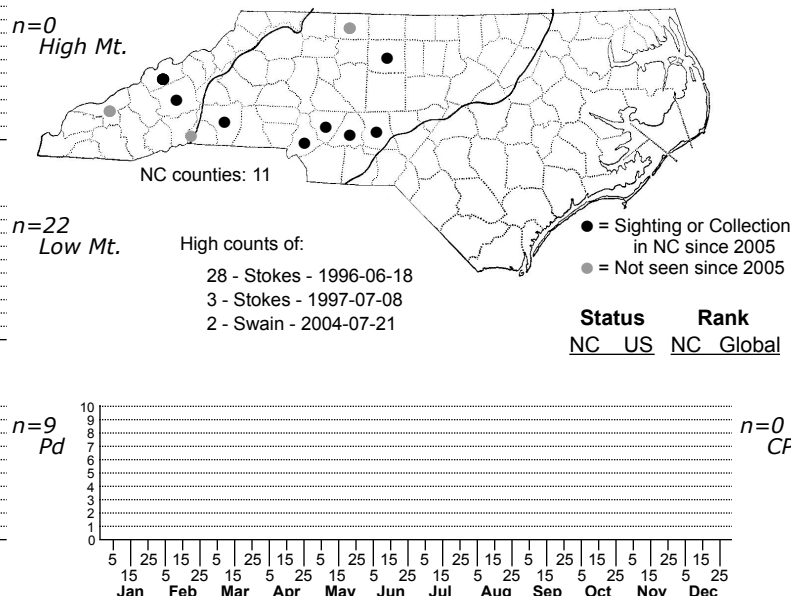 n=0
High Mt.
NC counties: 11
n=22
Low Mt.
High counts of:
28 - Stokes - 1996-06-18
3 - Stokes - 1997-07-08
2 - Swain - 2004-07-21
= Sighting or Collection
in NC since 2005
= Not seen since 2005
Status Rank
NC US NC Global
n=9
Pd
n=0
CP
10
9
8
7
6
5
4
3
2
1
0
5 25 15 5 25 15 5 25 15 5 25 15 5 25 15 5 25 15
15 5 25 15 5 25 15 5 25 15 5 25 15 5 25 15 5 25
Jan Feb Mar Apr May Jun Jul Aug Sep Oct Nov Dec